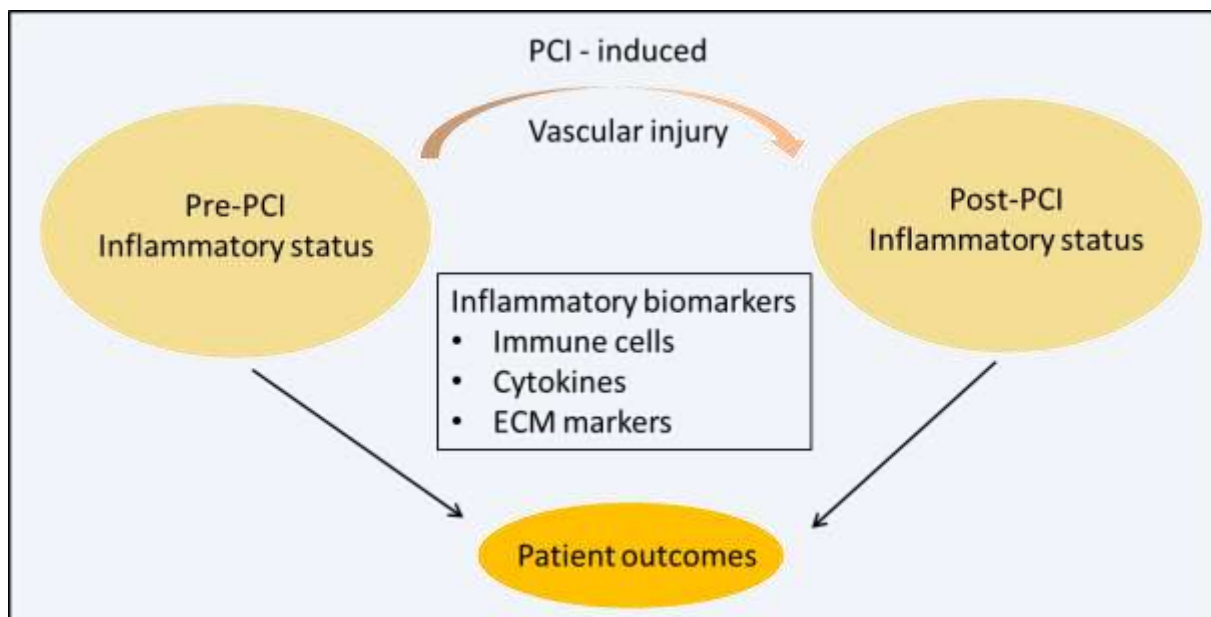 PCI - induced
Vascular injury
Pre-PCI
Inflammatory status
Post-PCI
Inflammatory status
Inflammatory biomarkers
• Immune cells
• Cytokines
• ECM markers
Patient outcomes